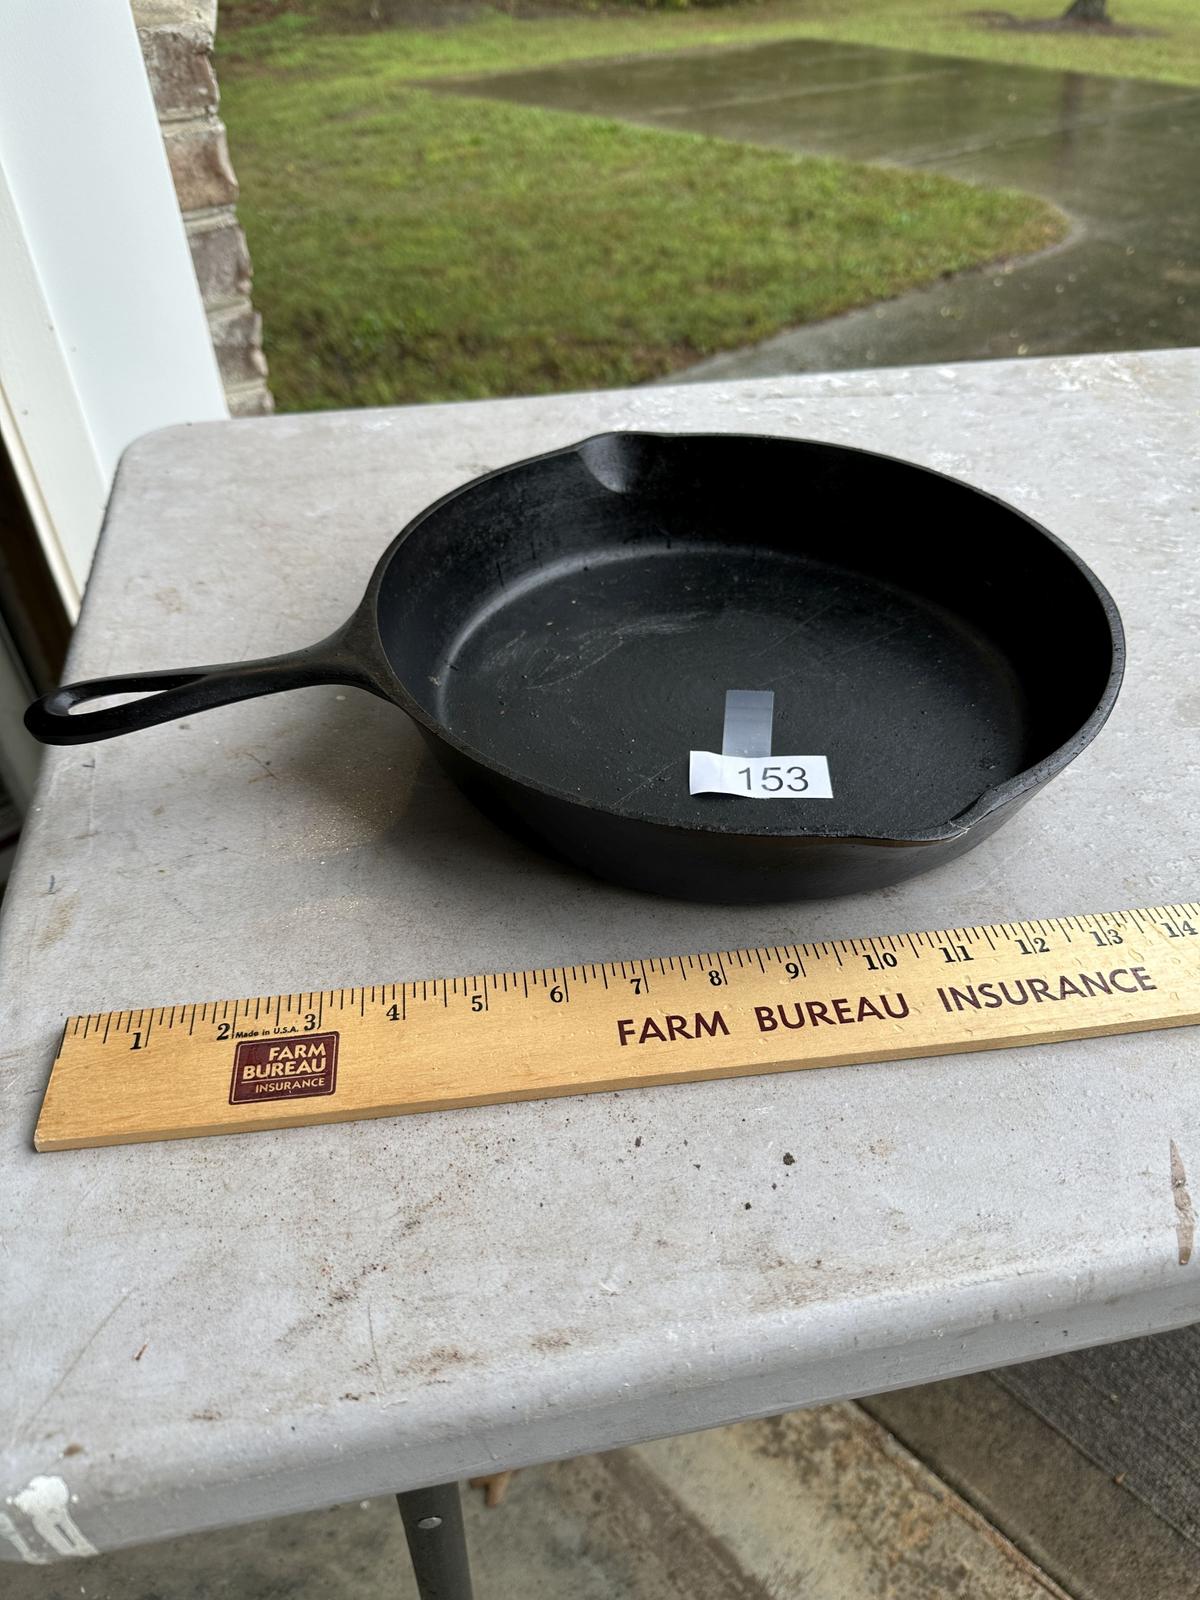 153
1 2 3 4 5 6 7 8 9 10 11 12 13 14
Made in U.S.A.
FARM
BUREAU
INSURANCE
FARM BUREAU INSURANCE